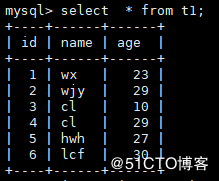 mysql> select  * from t1;
+----+------+------+
| id | name | age  |
+----+------+------+
|  1 | wx   |   23 |
|  2 | wjy  |   29 |
|  3 | cl   |   10 |
|  4 | cl   |   29 |
|  5 | hwh  |   27 |
|  6 | lcf  |   30 |
+----+------+------+
@51CTO博客